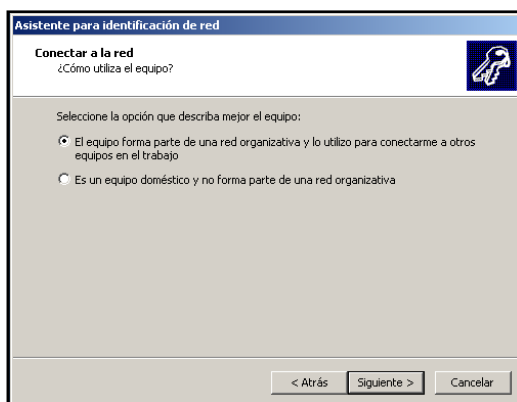 Asistente para identificación de red
Conectar a la red
¿Cómo utiliza el equipo?
Seleccione la opción que describa mejor el equipo:
El equipo forma parte de una red organizativa y lo utilizo para conectarme a otros
equipos en el trabajo
Es un equipo doméstico y no forma parte de una red organizativa
< Atrás Siguiente > Cancelar